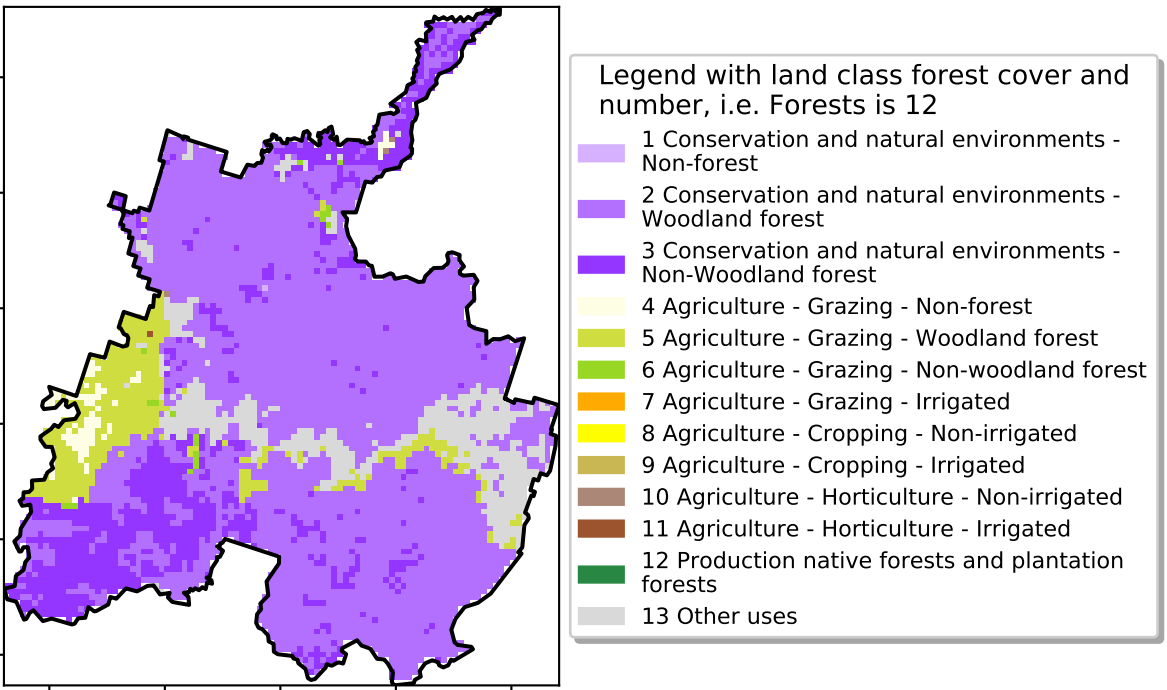 Legend with land class forest cover and
number, i.e. Forests is 12
1 Conservation and natural environments -
Non-forest
2 Conservation and natural environments -
Woodland forest
3 Conservation and natural environments -
Non-Woodland forest
4 Agriculture - Grazing - Non-forest
5 Agriculture - Grazing - Woodland forest
6 Agriculture - Grazing - Non-woodland forest
7 Agriculture - Grazing - Irrigated
8 Agriculture - Cropping - Non-irrigated
9 Agriculture - Cropping - Irrigated
10 Agriculture - Horticulture - Non-irrigated
11 Agriculture - Horticulture - Irrigated
12 Production native forests and plantation
forests
13 Other uses